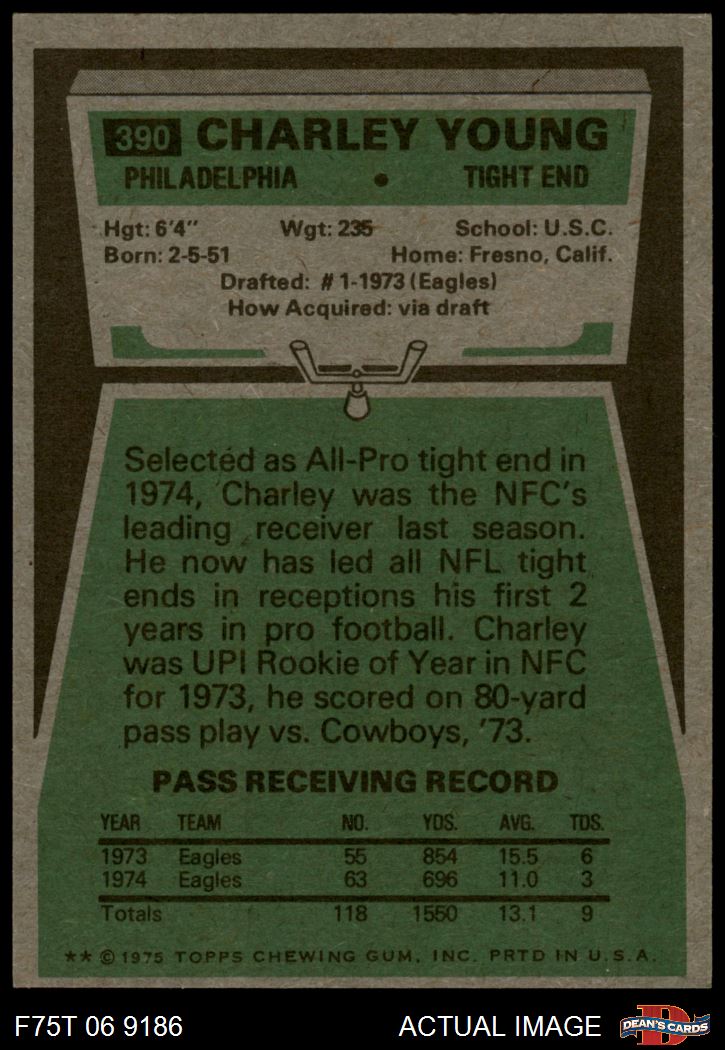 390 CHARLEY YOUNG
PHILADELPHIA • TIGHT END
Hgt: 6'4" Wgt: 235 School: U.S.C.
Born: 2-5-51 Home: Fresno, Calif.
Drafted: #1-1973 (Eagles)
How Acquired: via draft
Selected as All-Pro tight end in
1974, Charley was the NFC's
leading receiver last season.
He now has led all NFL tight
ends in receptions his first 2
years in pro football. Charley
was UPI Rookie of Year in NFC
for 1973, he scored on 80-yard
pass play vs. Cowboys, '73.
PASS RECEIVING RECORD
YEAR TEAM NO. YDS. AVG. TDS.
1973 Eagles 55 854 15.5 6
1974 Eagles 63 696 11.0 3
Totals 118 1550 13.1 9
** © 1975 TOPPS CHEWING GUM, INC. PRTD IN U.S.A.
F75T 06 9186 ACTUAL IMAGE D DEAN'S CARDS